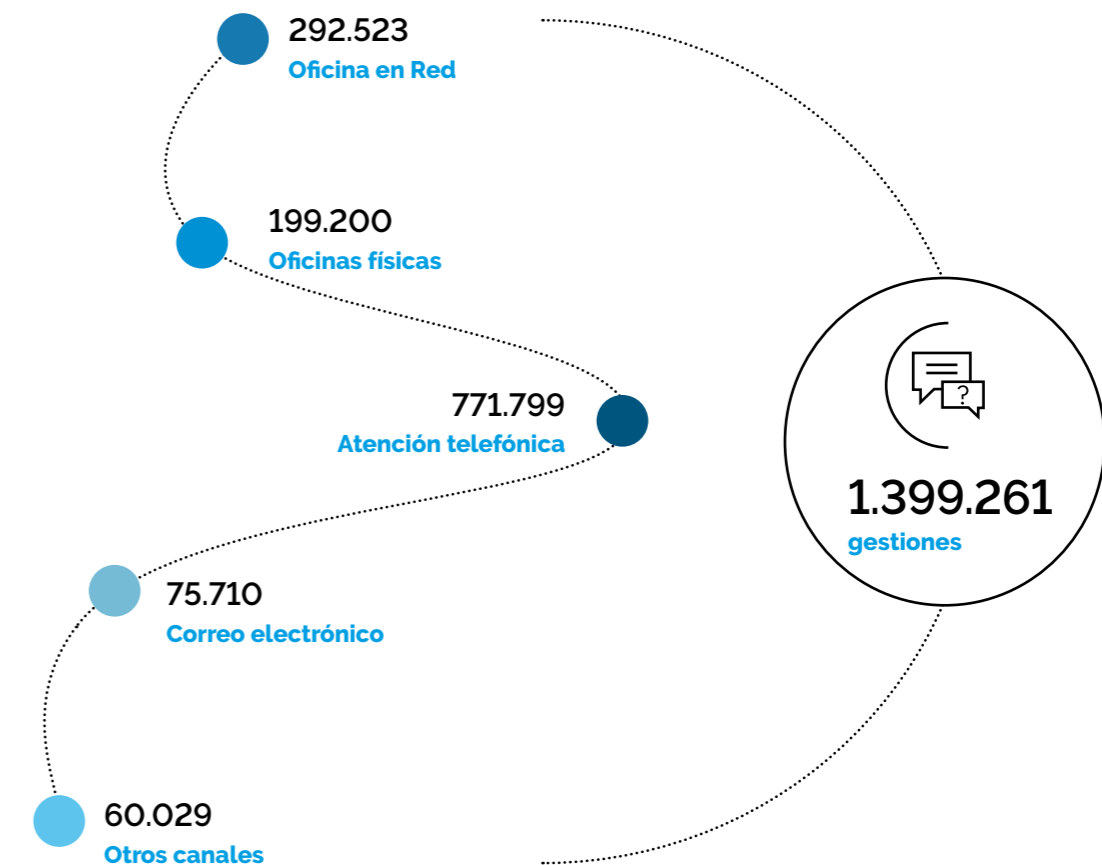 292.523
Oficina en Red
199.200
Oficinas físicas
771.799
Atención telefónica
75.710
Correo electrónico
60.029
Otros canales
?
1.399.261
gestiones